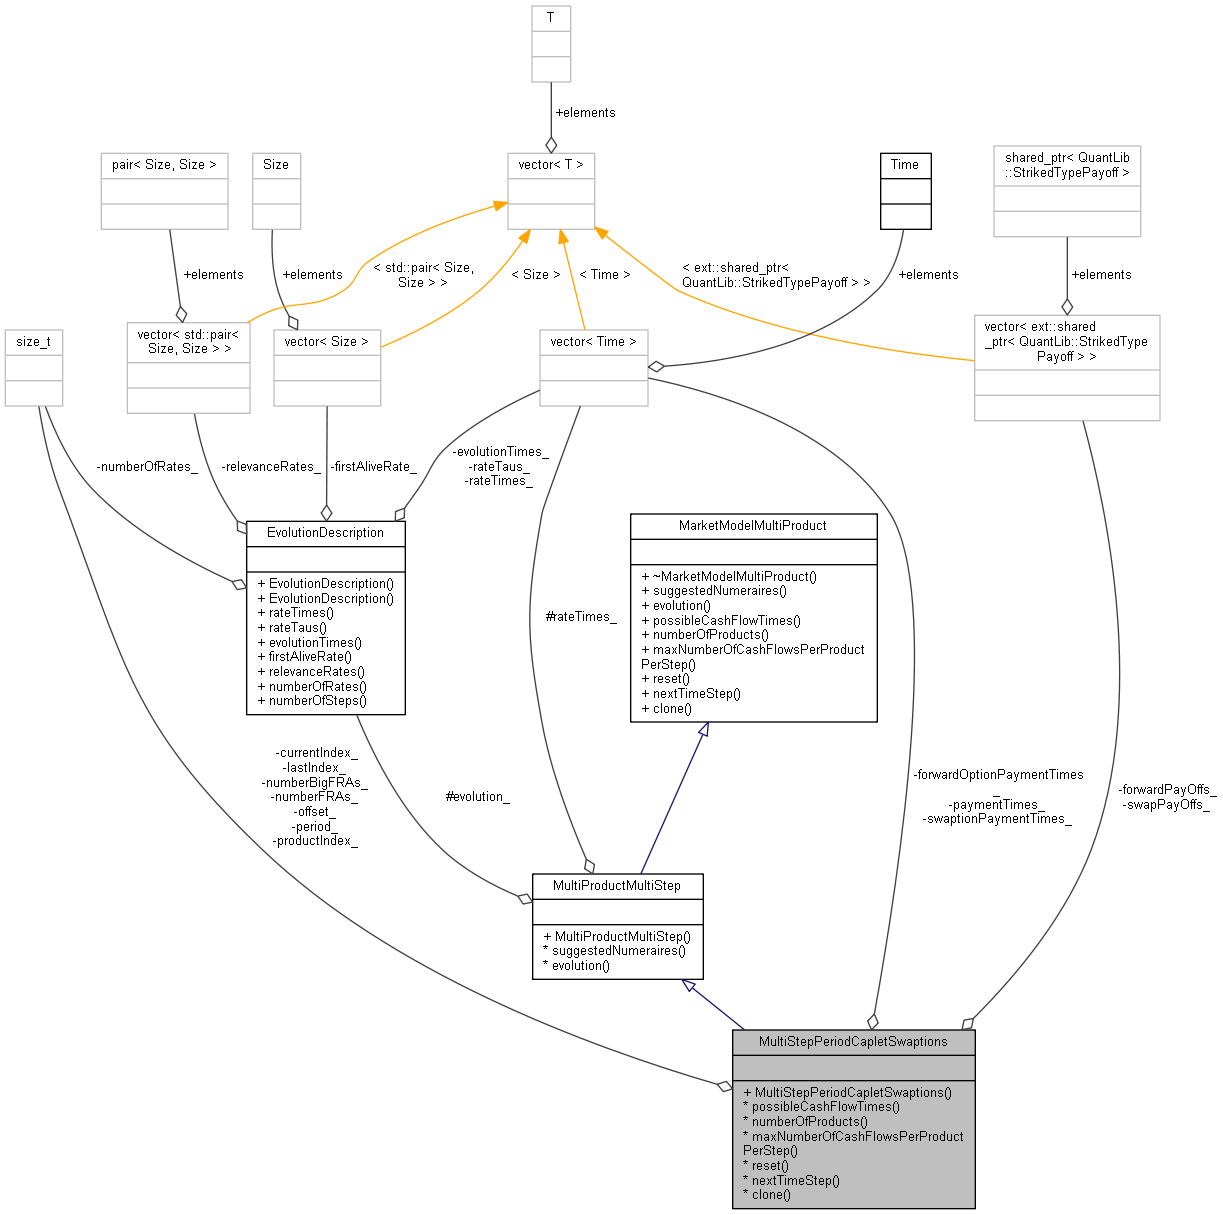 T
+elements
pair< Size, Size >
Size
vector< T >
Time
shared_ptr< QuantLib
::StrikedTypePayoff >
+elements
+elements
< std::pair< Size,
Size > >
< Size >
< Time >
< ext::shared_ptr<
QuantLib::StrikedTypePayoff > >
+elements
+elements
size_t
vector< std::pair<
Size, Size > >
vector< Size >
vector< Time >
vector< ext::shared
_ptr< QuantLib::StrikedType
Payoff > >
-numberOfRates_
-relevanceRates_
-firstAliveRate_
-evolutionTimes_
-rateTaus_
-rateTimes_
EvolutionDescription
+ EvolutionDescription()
+ EvolutionDescription()
+ rateTimes()
+ rateTaus()
+ evolutionTimes()
+ firstAliveRate()
+ relevanceRates()
+ numberOfRates()
+ numberOfSteps()
#rateTimes_
MarketModelMultiProduct
+ ~MarketModelMultiProduct()
+ suggestedNumeraires()
+ evolution()
+ possibleCashFlowTimes()
+ numberOfProducts()
+ maxNumberOfCashFlowsPerProduct
PerStep()
+ reset()
+ nextTimeStep()
+ clone()
-currentIndex_
-lastIndex_
-numberBigFRAs_
-numberFRAs_
-offset_
-period_
-productIndex_
#evolution_
-forwardOptionPaymentTimes
_
-paymentTimes_
-swaptionPaymentTimes_
-forwardPayOffs_
-swapPayOffs_
MultiProductMultiStep
+ MultiProductMultiStep()
* suggestedNumeraires()
* evolution()
MultiStepPeriodCapletSwaptions
+ MultiStepPeriodCapletSwaptions()
* possibleCashFlowTimes()
* numberOfProducts()
* maxNumberOfCashFlowsPerProduct
PerStep()
* reset()
* nextTimeStep()
* clone()